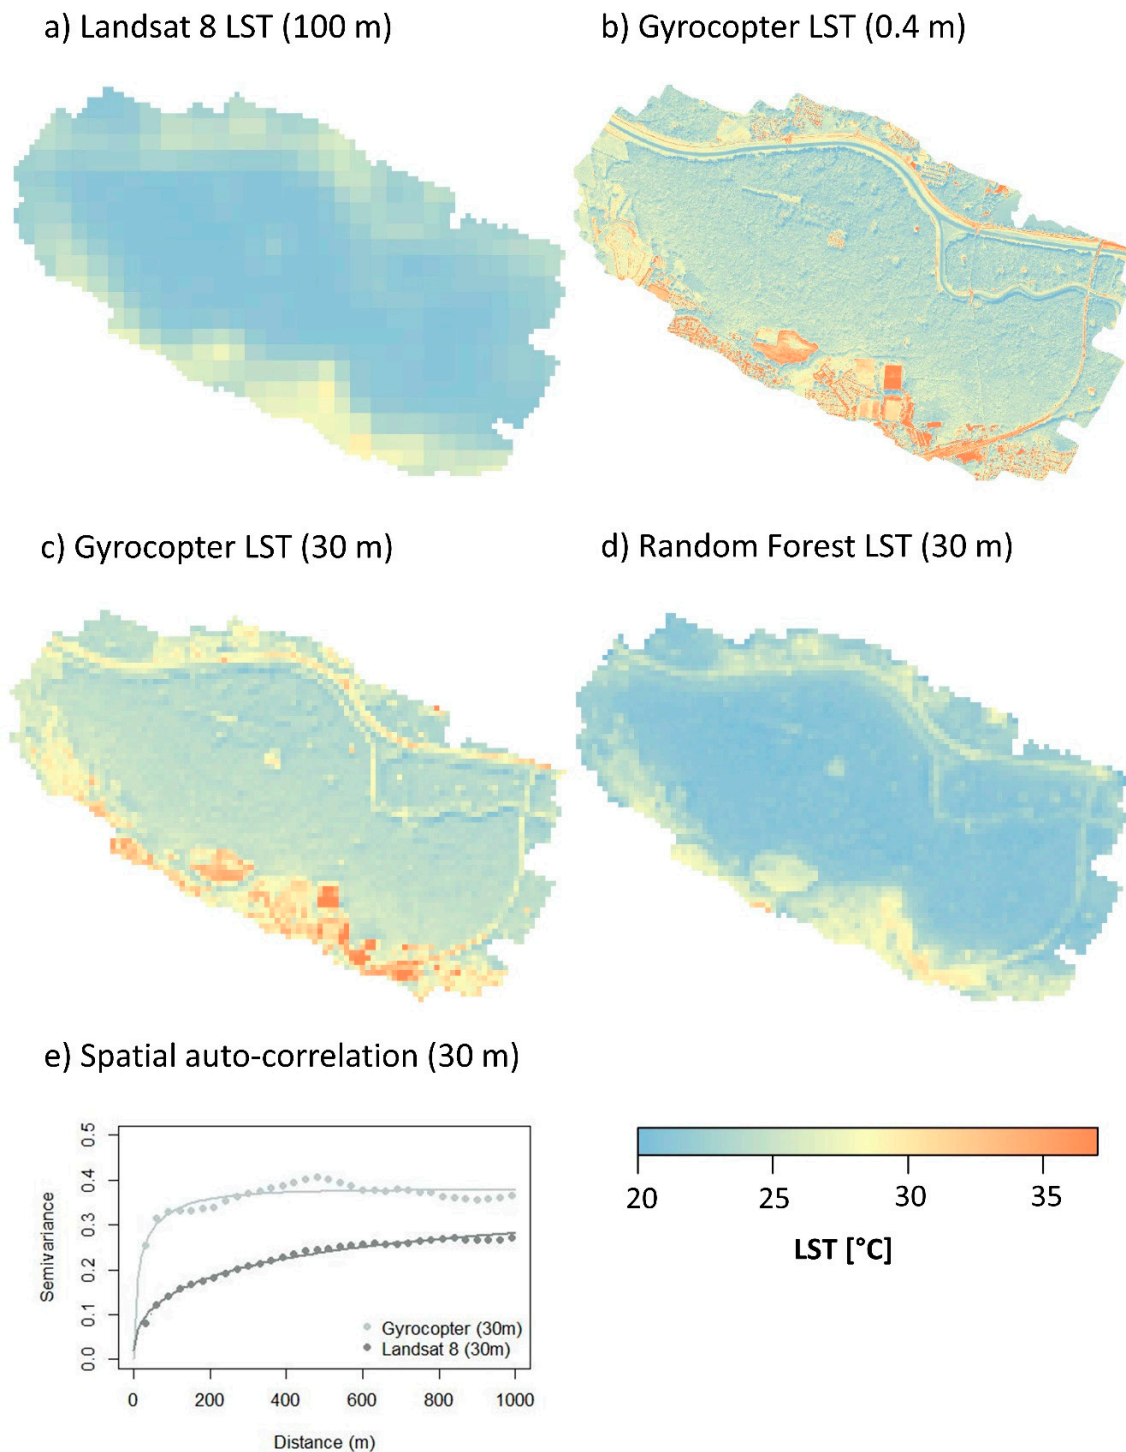 a) Landsat 8 LST (100 m)
b) Gyrocopter LST (0.4 m)
c) Gyrocopter LST (30 m)
d) Random Forest LST (30 m)
e) Spatial auto-correlation (30 m)
Semivariance
0.5
0.4
0.3
0.2
0.1
0.0
Gyrocopter (30m)
Landsat 8 (30m)
0 200 400 600 800 1000
Distance (m)
20 25 30 35
LST [°C]